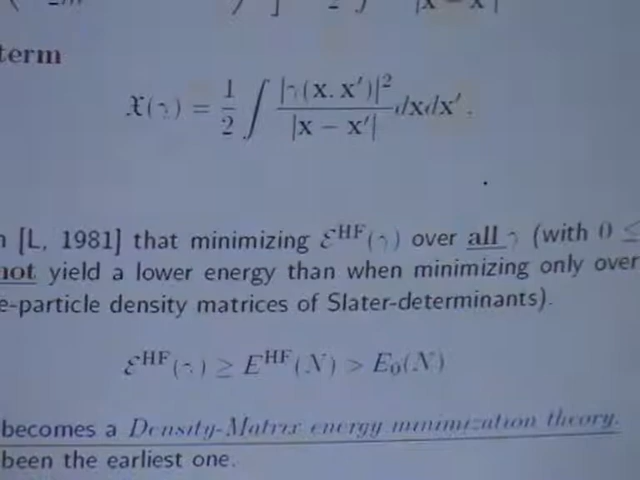 term
𝒳(γ) = 1/2 ∫ |γ(x, x′)|² / |x − x′| dxdx′.
[L, 1981] that minimizing ℰ^HF(γ) over all γ (with 0 ≤
not yield a lower energy than when minimizing only over
e-particle density matrices of Slater-determinants).
ℰ^HF(γ) ≥ E^HF(N) > E₀(N)
becomes a Density-Matrix energy minimization theory.
been the earliest one.